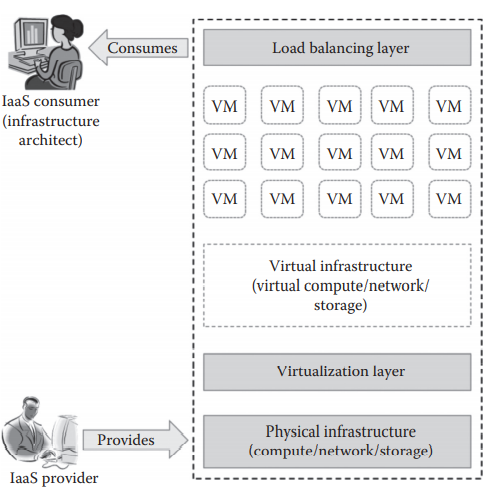 Consumes
Load balancing layer
IaaS consumer
(infrastructure
architect)
VM VM VM VM VM
VM VM VM VM VM
VM VM VM VM VM
Virtual infrastructure
(virtual compute/network/
storage)
Virtualization layer
Physical infrastructure
(compute/network/storage)
Provides
IaaS provider